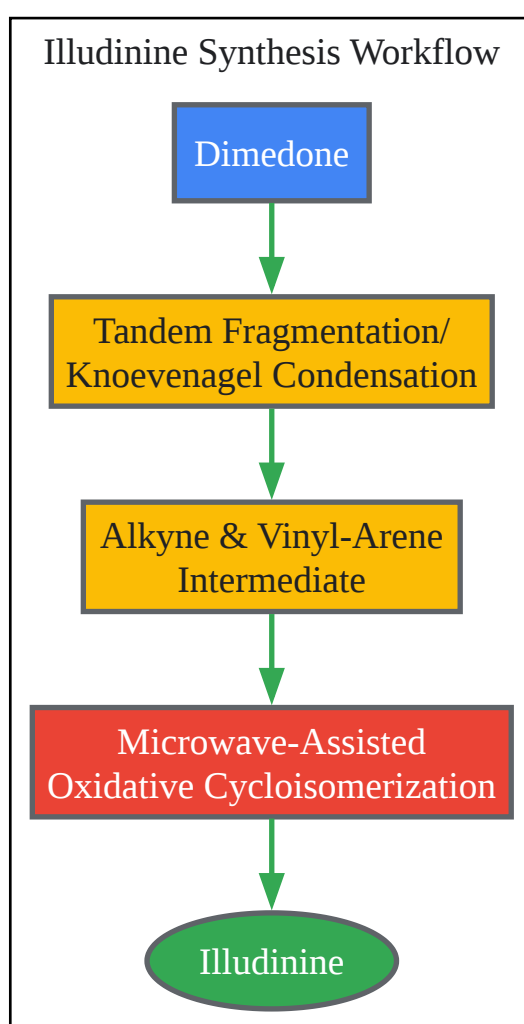 Illudinine Synthesis Workflow
Dimedone
Tandem Fragmentation/
Knoevenagel Condensation
Alkyne & Vinyl-Arene
Intermediate
Microwave-Assisted
Oxidative Cycloisomerization
Illudinine